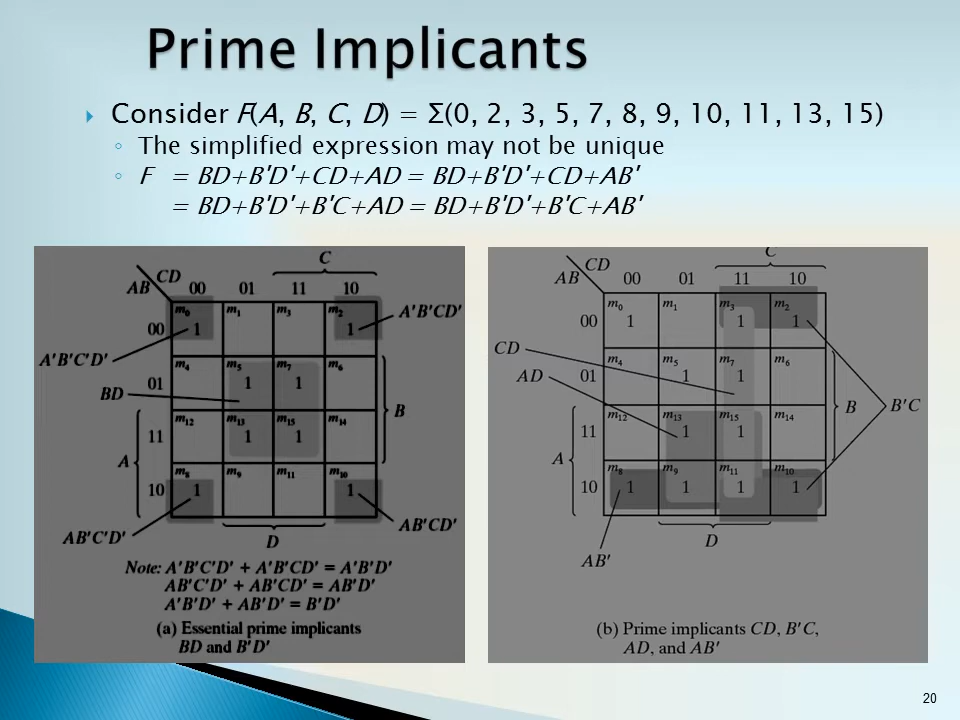 Prime Implicants
Consider F(A, B, C, D) = Σ(0, 2, 3, 5, 7, 8, 9, 10, 11, 13, 15)
The simplified expression may not be unique
F = BD+B'D'+CD+AD = BD+B'D'+CD+AB'
= BD+B'D'+B'C+AD = BD+B'D'+B'C+AB'
C
CD
AB
00 01 11 10
m0 m1 m3 m2
00 1 1
A'B'CD'
A'B'C'D'
m4 m5 m7 m6
01 1 1
BD
B
m12 m13 m15 m14
11 1 1
A
m8 m9 m11 m10
10 1 1
AB'C'D'
AB'CD'
D
Note: A'B'C'D' + A'B'CD' = A'B'D'
AB'C'D' + AB'CD' = AB'D'
A'B'D' + AB'D' = B'D'
(a) Essential prime implicants
BD and B'D'
C
CD
AB
00 01 11 10
m0 m1 m3 m2
00 1 1 1
CD
m4 m5 m7 m6
AD
01 1 1
B
B'C
m12 m13 m15 m14
11 1 1
A
m8 m9 m11 m10
10 1 1 1 1
D
AB'
(b) Prime implicants CD, B'C,
AD, and AB'
20